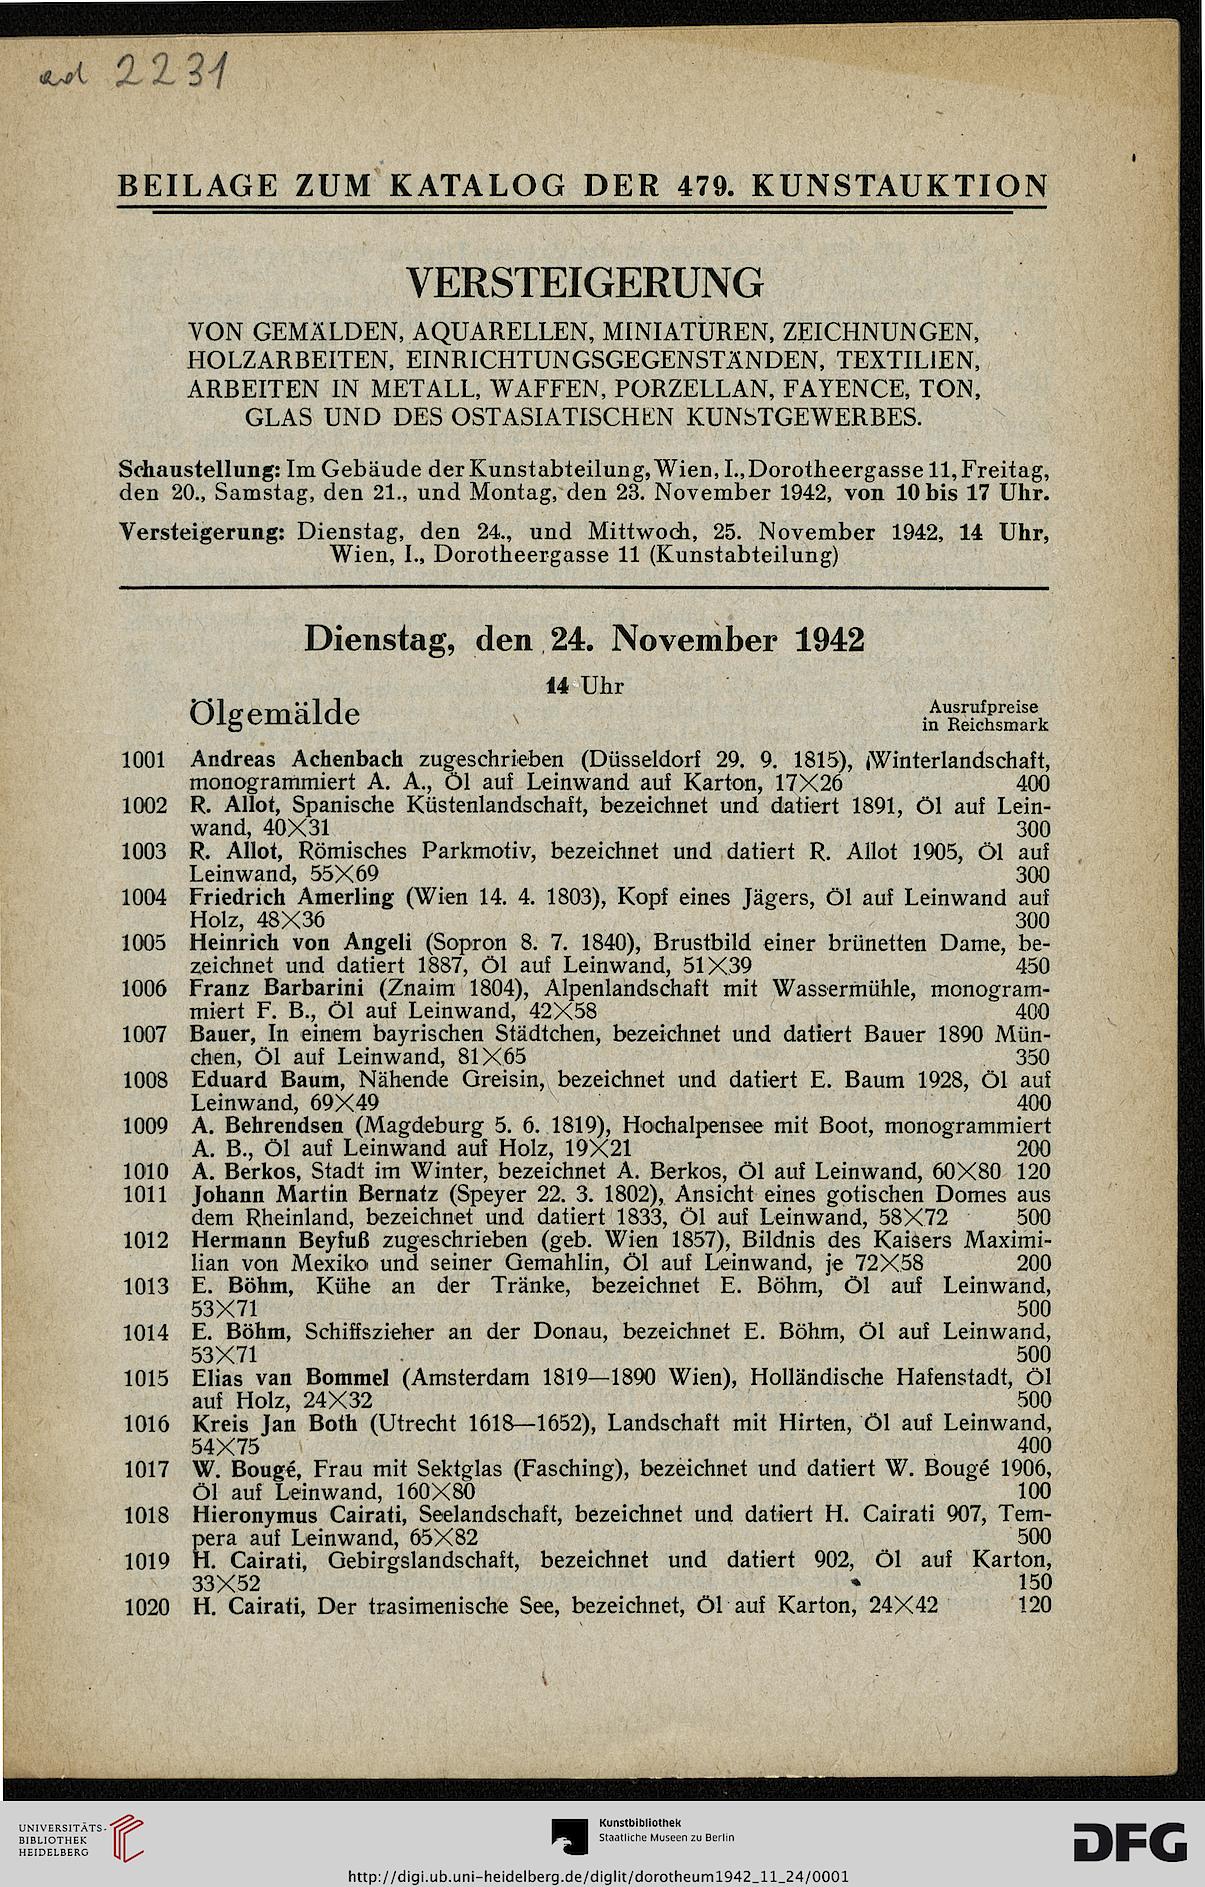 ad 2231
BEILAGE ZUM KATALOG DER 479. KUNSTAUKTION
VERSTEIGERUNG
VON GEMÄLDEN, AQUARELLEN, MINIATUREN, ZEICHNUNGEN,
HOLZARBEITEN, EINRICHTUNGSGEGENSTÄNDEN, TEXTILIEN,
ARBEITEN IN METALL, WAFFEN, PORZELLAN, FAYENCE, TON,
GLAS UND DES OSTASIATISCHEN KUNSTGEWERBES.
Schaustellung: Im Gebäude der Kunstabteilung, Wien, I., Dorotheergasse 11, Freitag,
den 20., Samstag, den 21., und Montag, den 23. November 1942, von 10 bis 17 Uhr.
Versteigerung: Dienstag, den 24., und Mittwoch, 25. November 1942, 14 Uhr,
Wien, I., Dorotheergasse 11 (Kunstabteilung)
Dienstag, den 24. November 1942
14 Uhr
Ölgemälde
Ausrufpreise
in Reichsmark
1001 Andreas Achenbach zugeschrieben (Düsseldorf 29. 9. 1815), Winterlandschaft,
monogrammiert A. A., Öl auf Leinwand auf Karton, 17×26 400
1002 R. Allot, Spanische Küstenlandschaft, bezeichnet und datiert 1891, Öl auf Lein-
wand, 40×31 300
1003 R. Allot, Römisches Parkmotiv, bezeichnet und datiert R. Allot 1905, Öl auf
Leinwand, 55×69 300
1004 Friedrich Amerling (Wien 14. 4. 1803), Kopf eines Jägers, Öl auf Leinwand auf
Holz, 48×36 300
1005 Heinrich von Angeli (Sopron 8. 7. 1840), Brustbild einer brünetten Dame, be-
zeichnet und datiert 1887, Öl auf Leinwand, 51×39 450
1006 Franz Barbarini (Znaim 1804), Alpenlandschaft mit Wassermühle, monogram-
miert F. B., Öl auf Leinwand, 42×58 400
1007 Bauer, In einem bayrischen Städtchen, bezeichnet und datiert Bauer 1890 Mün-
chen, Öl auf Leinwand, 81×65 350
1008 Eduard Baum, Nähende Greisin, bezeichnet und datiert E. Baum 1928, Öl auf
Leinwand, 69×49 400
1009 A. Behrendsen (Magdeburg 5. 6. 1819), Hochalpensee mit Boot, monogrammiert
A. B., Öl auf Leinwand auf Holz, 19×21 200
1010 A. Berkos, Stadt im Winter, bezeichnet A. Berkos, Öl auf Leinwand, 60×80 120
1011 Johann Martin Bernatz (Speyer 22. 3. 1802), Ansicht eines gotischen Domes aus
dem Rheinland, bezeichnet und datiert 1833, Öl auf Leinwand, 58×72 500
1012 Hermann Beyfuß zugeschrieben (geb. Wien 1857), Bildnis des Kaisers Maximi-
lian von Mexiko und seiner Gemahlin, Öl auf Leinwand, je 72×58 200
1013 E. Böhm, Kühe an der Tränke, bezeichnet E. Böhm, Öl auf Leinwand,
53×71 500
1014 E. Böhm, Schiffszieher an der Donau, bezeichnet E. Böhm, Öl auf Leinwand,
53×71 500
1015 Elias van Bommel (Amsterdam 1819—1890 Wien), Holländische Hafenstadt, Öl
auf Holz, 24×32 500
1016 Kreis Jan Both (Utrecht 1618—1652), Landschaft mit Hirten, Öl auf Leinwand,
54×75 400
1017 W. Bougé, Frau mit Sektglas (Fasching), bezeichnet und datiert W. Bougé 1906,
Öl auf Leinwand, 160×80 100
1018 Hieronymus Cairati, Seelandschaft, bezeichnet und datiert H. Cairati 907, Tem-
pera auf Leinwand, 65×82 500
1019 H. Cairati, Gebirgslandschaft, bezeichnet und datiert 902, Öl auf Karton,
33×52 150
1020 H. Cairati, Der trasimenische See, bezeichnet, Öl auf Karton, 24×42 120
UNIVERSITÄTS-
BIBLIOTHEK
HEIDELBERG
Kunstbibliothek
Staatliche Museen zu Berlin
DFG
http://digi.ub.uni-heidelberg.de/diglit/dorotheum1942_11_24/0001